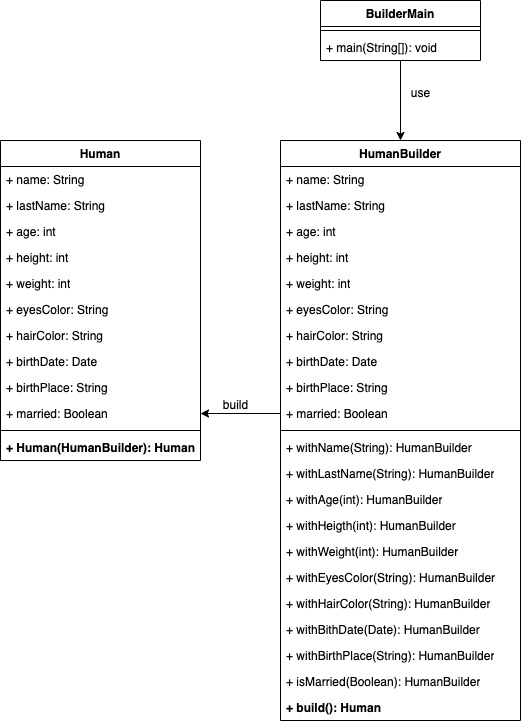 BuilderMain
+ main(String[]): void
use
Human
+ name: String
+ lastName: String
+ age: int
+ height: int
+ weight: int
+ eyesColor: String
+ hairColor: String
+ birthDate: Date
+ birthPlace: String
+ married: Boolean
+ Human(HumanBuilder): Human
build
HumanBuilder
+ name: String
+ lastName: String
+ age: int
+ height: int
+ weight: int
+ eyesColor: String
+ hairColor: String
+ birthDate: Date
+ birthPlace: String
+ married: Boolean
+ withName(String): HumanBuilder
+ withLastName(String): HumanBuilder
+ withAge(int): HumanBuilder
+ withHeigth(int): HumanBuilder
+ withWeight(int): HumanBuilder
+ withEyesColor(String): HumanBuilder
+ withHairColor(String): HumanBuilder
+ withBithDate(Date): HumanBuilder
+ withBirthPlace(String): HumanBuilder
+ isMarried(Boolean): HumanBuilder
+ build(): Human